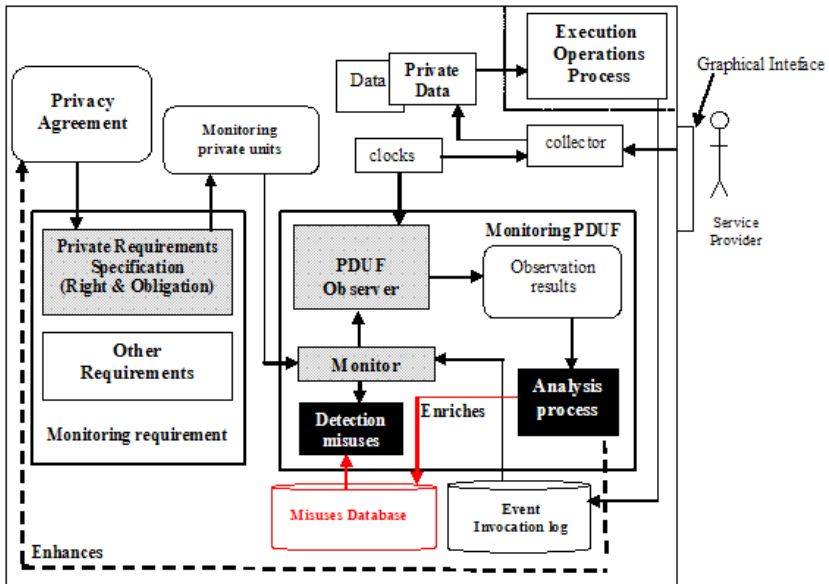 Execution
Operations
Process
Graphical Inteface
Data
Private
Data
Privacy
Agreement
Monitoring
private units
clocks
collector
Service
Provider
Monitoring PDUF
Private Requirements
Specification
(Right & Obligation)
PDUF
Observer
Observation
results
Other
Requirements
Monitor
Analysis
process
Enriches
Detection
misuses
Monitoring requirement
Misuses Database
Event
Invocation log
Enhances